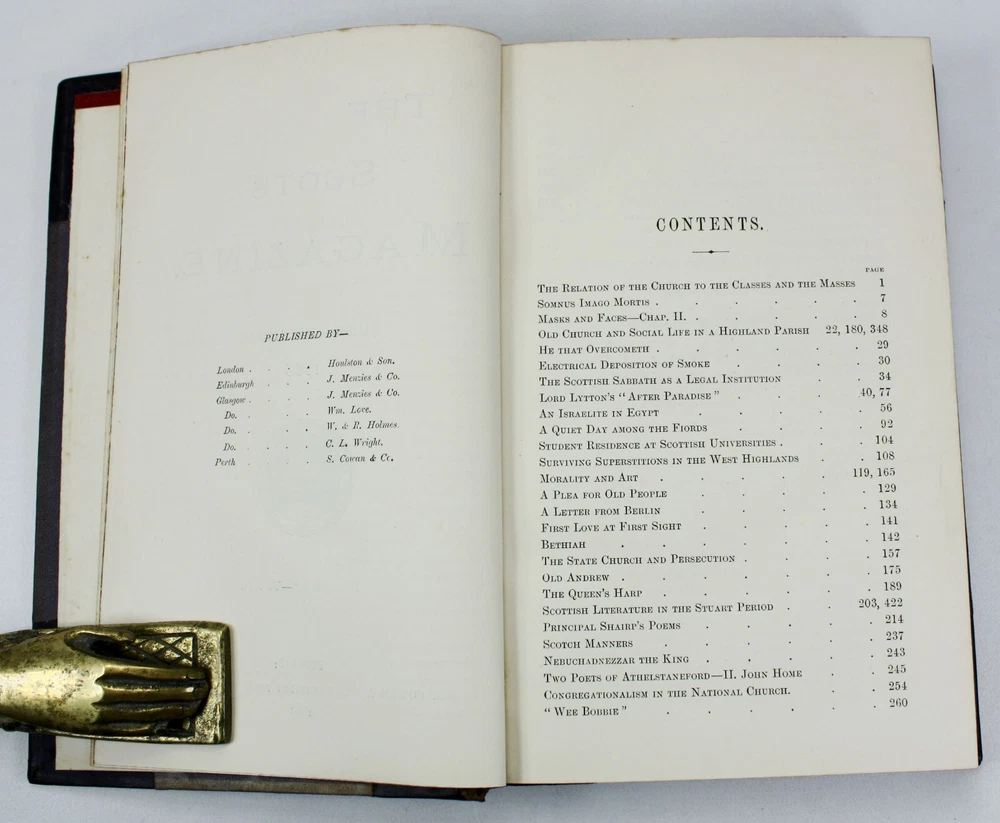 PUBLISHED BY—
London . . . . Houlston & Son.
Edinburgh . . . J. Menzies & Co.
Glasgow . . . . J. Menzies & Co.
Do. . . . . Wm. Love.
Do. . . . . W. & R. Holmes.
Do. . . . . C. L. Wright.
Perth . . . . S. Cowan & Co.
CONTENTS.
PAGE
The Relation of the Church to the Classes and the Masses 1
Somnus Imago Mortis . . . . . . 7
Masks and Faces—Chap. II. . . . . . 8
Old Church and Social Life in a Highland Parish 22, 180, 348
He that Overcometh . . . . . . 29
Electrical Deposition of Smoke . . . . 30
The Scottish Sabbath as a Legal Institution . . 34
Lord Lytton's "After Paradise" . . . 40, 77
An Israelite in Egypt . . . . . 56
A Quiet Day among the Fiords . . . . 92
Student Residence at Scottish Universities . . . 104
Surviving Superstitions in the West Highlands . . 108
Morality and Art . . . . . 119, 165
A Plea for Old People . . . . . 129
A Letter from Berlin . . . . . 134
First Love at First Sight . . . . . 141
Bethiah . . . . . . . 142
The State Church and Persecution . . . . 157
Old Andrew . . . . . . . 175
The Queen's Harp . . . . . . 189
Scottish Literature in the Stuart Period . . 203, 422
Principal Shairp's Poems . . . . . 214
Scotch Manners . . . . . 237
Nebuchadnezzar the King . . . . . 243
Two Poets of Athelstaneford—II. John Home . . 245
Congregationalism in the National Church. . . 254
"Wee Bobbie" . . . . . . 260